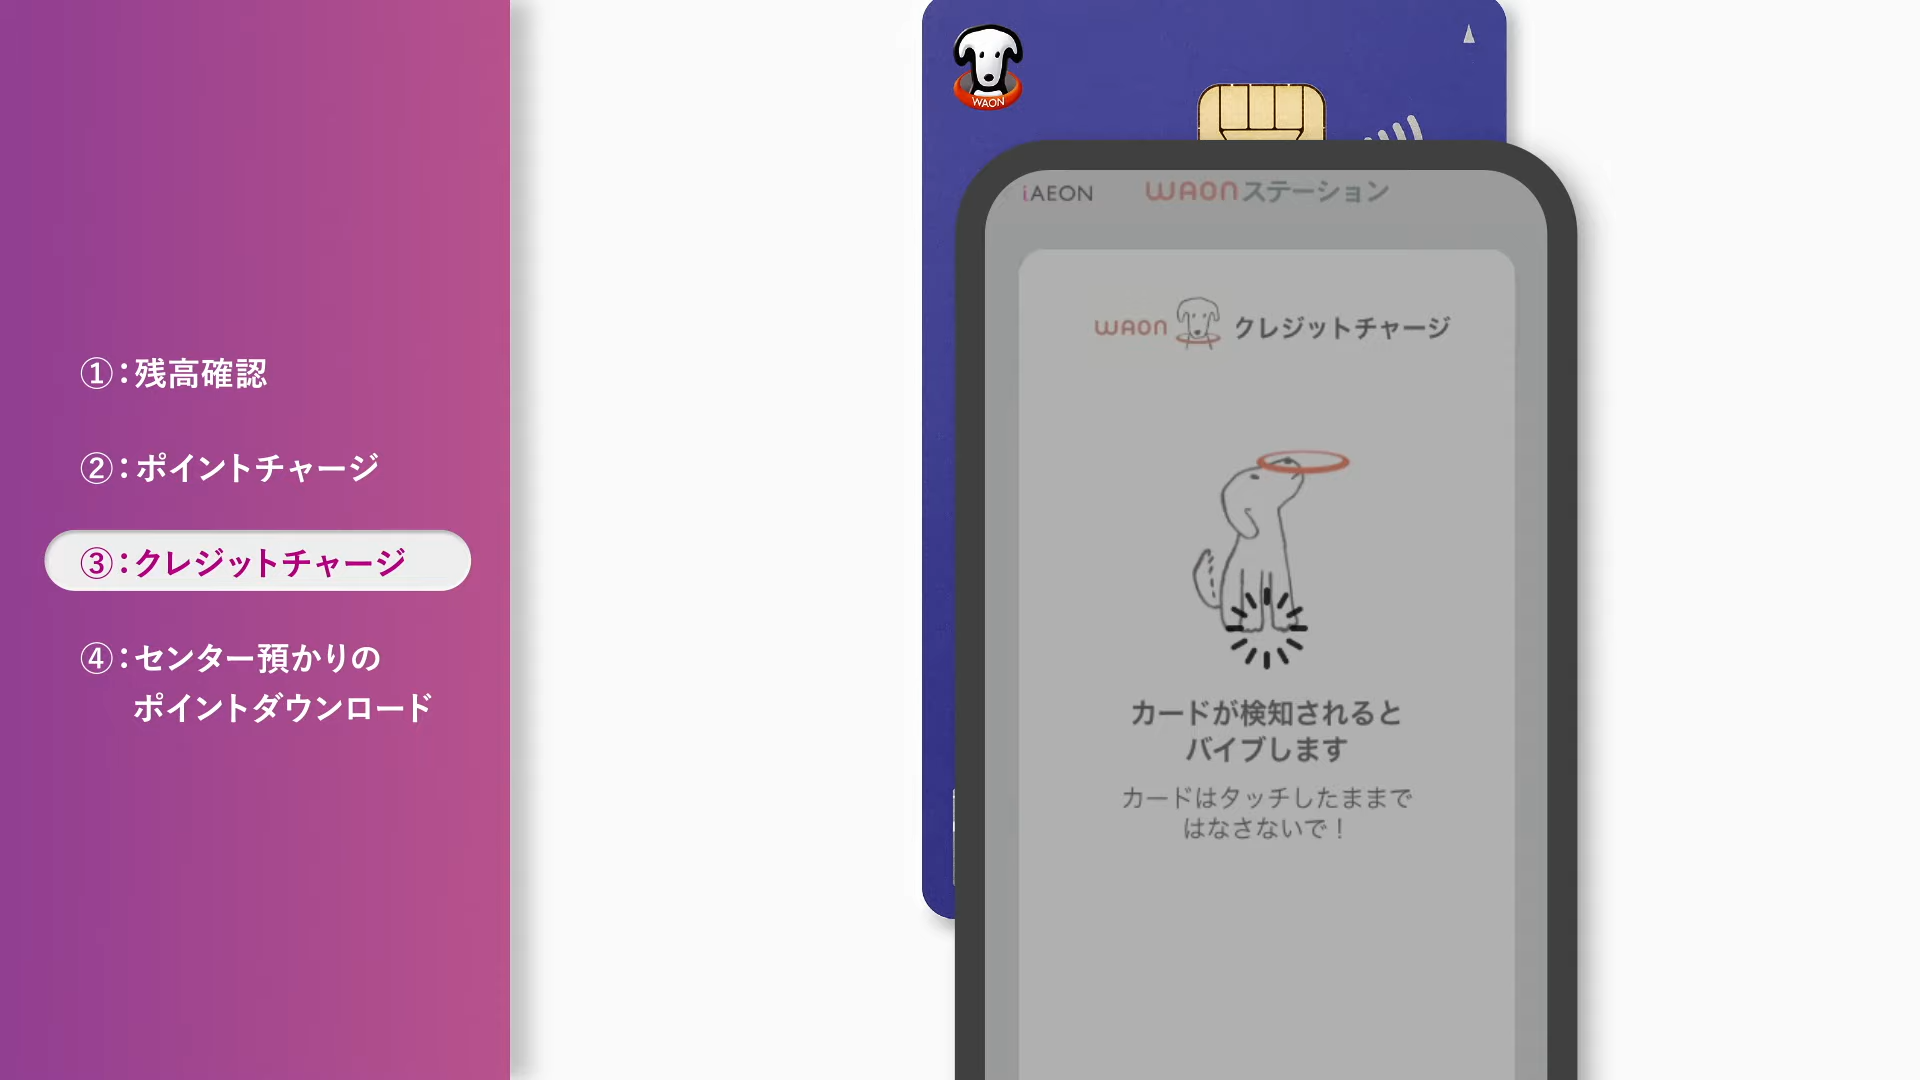 ①：残高確認
②：ポイントチャージ
③：クレジットチャージ
④：センター預かりの
ポイントダウンロード
WAON
iAEON
WAONステーション
WAON クレジットチャージ
カードが検知されると
バイブします
カードはタッチしたままで
はなさないで！